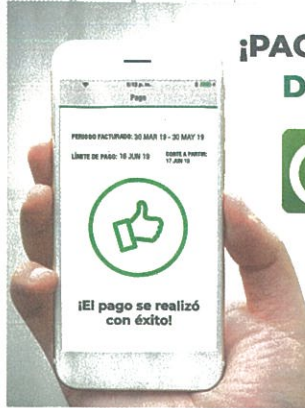 ¡PAG
D
Pago
PERIODO FACTURADO: 30 MAR 19 - 30 MAY 19
LÍMITE DE PAGO: 16 JUN 19
CORTE A PARTIR:
17 JUN 19
¡El pago se realizó
con éxito!